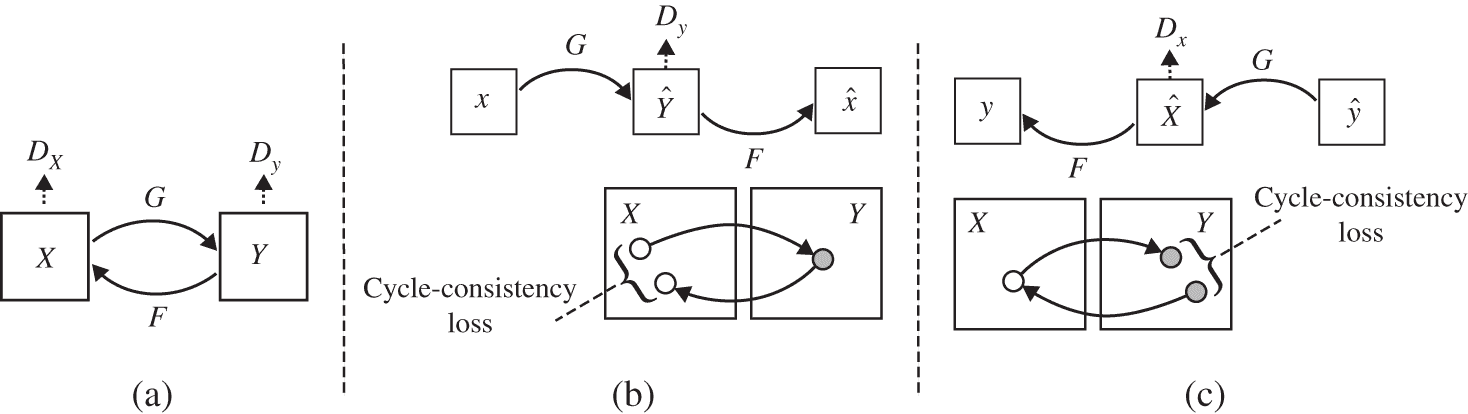 D_X
D_y
G
X
Y
F
(a)
D_y
G
x
Ŷ
x̂
F
X
Y
Cycle-consistency
loss
(b)
D_x
G
y
X̂
ŷ
F
X
Y
Cycle-consistency
loss
(c)